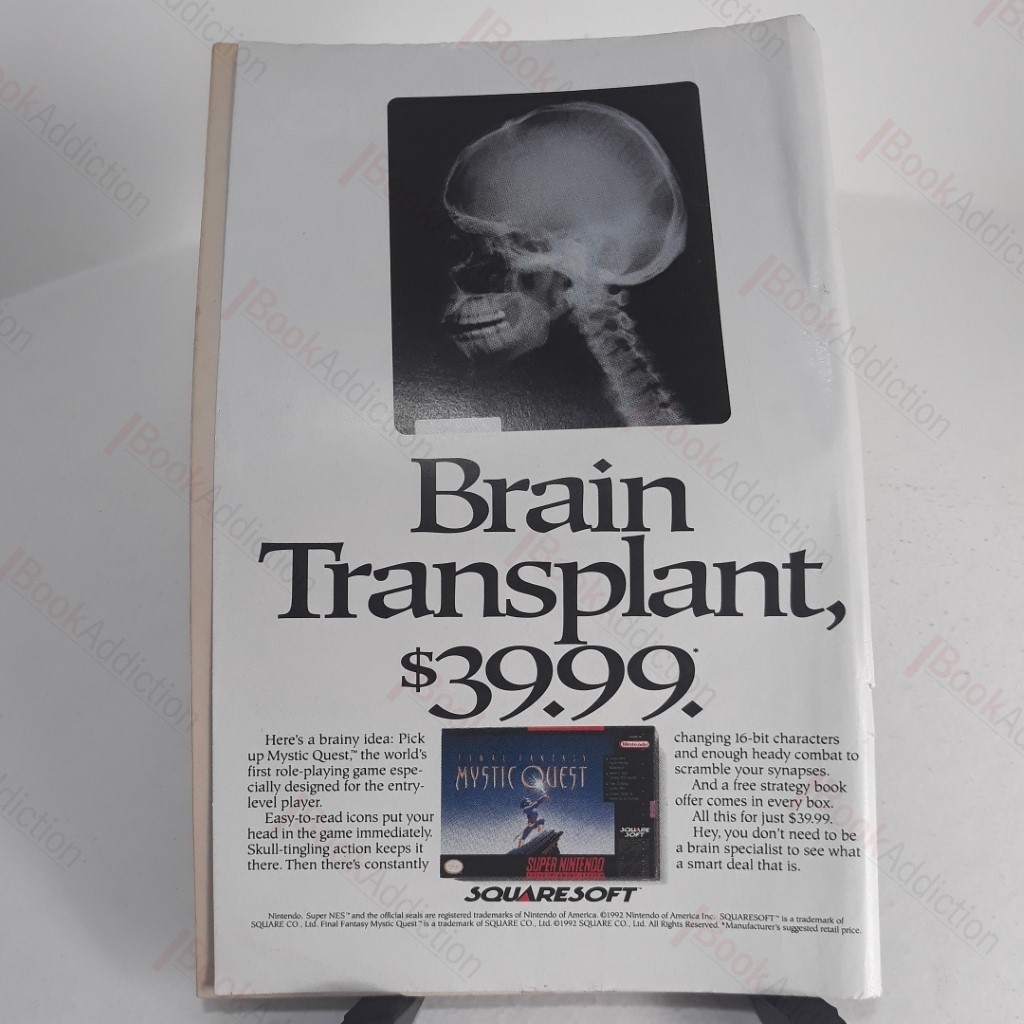 Brain
Transplant,
$39.99.*
Here's a brainy idea: Pick
up Mystic Quest,™ the world's
first role-playing game espe-
cially designed for the entry-
level player.
Easy-to-read icons put your
head in the game immediately.
Skull-tingling action keeps it
there. Then there's constantly
FINAL FANTASY
MYSTIC QUEST
Nintendo
SQUARE
SOFT
SUPER NINTENDO
changing 16-bit characters
and enough heady combat to
scramble your synapses.
And a free strategy book
offer comes in every box.
All this for just $39.99.
Hey, you don't need to be
a brain specialist to see what
a smart deal that is.
SQUARESOFT™
Nintendo, Super NES™ and the official seals are registered trademarks of Nintendo of America. ©1992 Nintendo of America Inc. SQUARESOFT™ is a trademark of
SQUARE CO., Ltd. Final Fantasy Mystic Quest™ is a trademark of SQUARE CO., Ltd. ©1992 SQUARE CO., Ltd. All Rights Reserved. *Manufacturer's suggested retail price.
BookAddiction